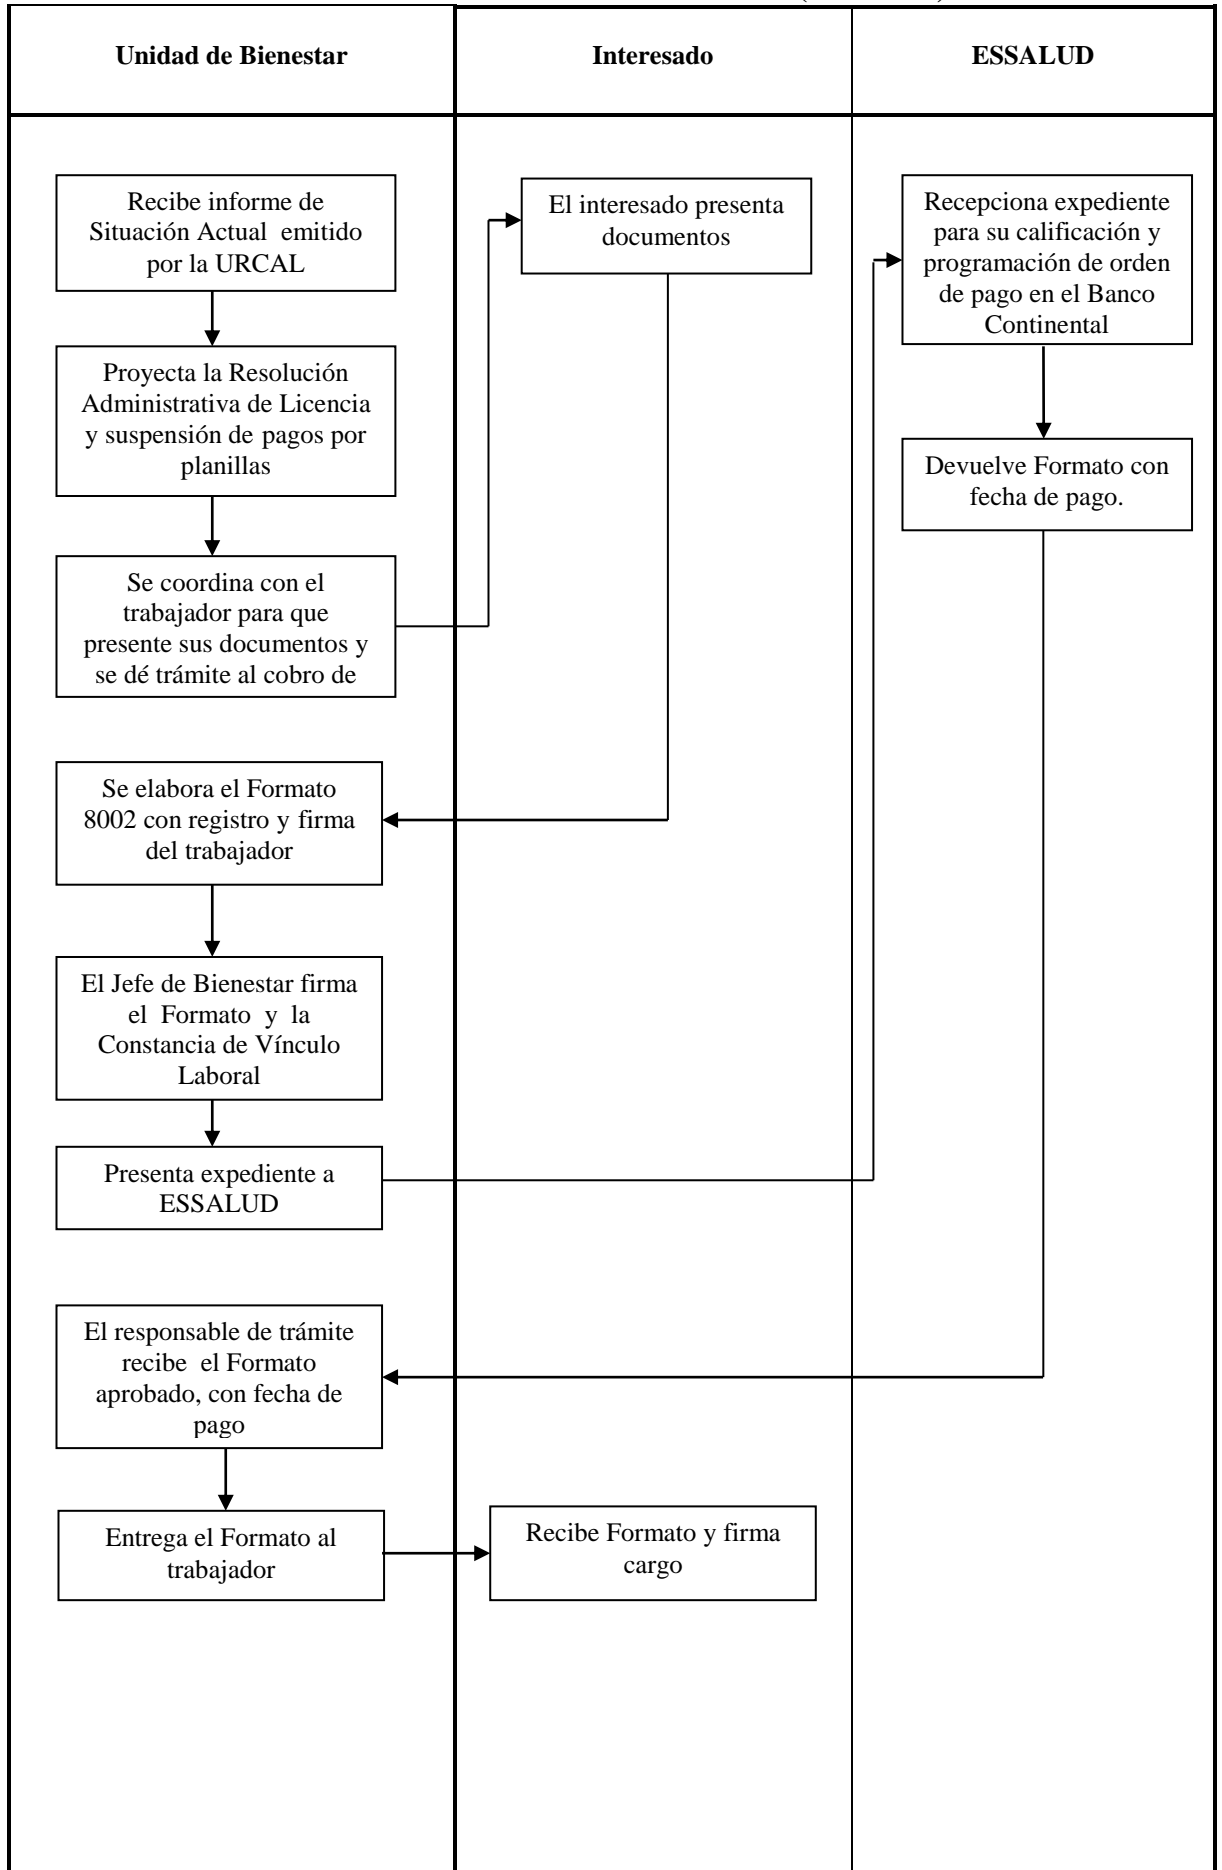 Unidad de Bienestar
Interesado
ESSALUD
Recibe informe de
Situación Actual emitido
por la URCAL
Proyecta la Resolución
Administrativa de Licencia
y suspensión de pagos por
planillas
Se coordina con el
trabajador para que
presente sus documentos y
se dé trámite al cobro de
El interesado presenta
documentos
Se elabora el Formato
8002 con registro y firma
del trabajador
El Jefe de Bienestar firma
el Formato y la
Constancia de Vínculo
Laboral
Presenta expediente a
ESSALUD
Recepciona expediente
para su calificación y
programación de orden
de pago en el Banco
Continental
Devuelve Formato con
fecha de pago.
El responsable de trámite
recibe el Formato
aprobado, con fecha de
pago
Entrega el Formato al
trabajador
Recibe Formato y firma
cargo